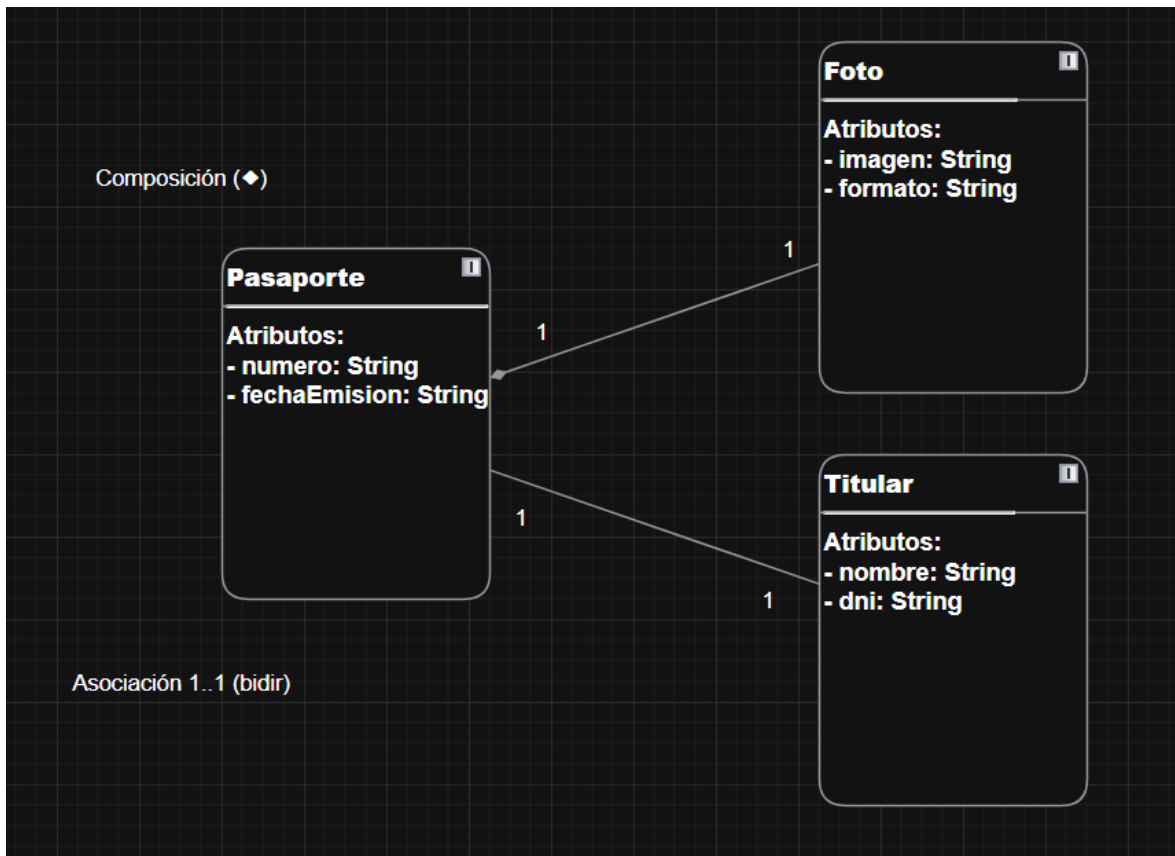 Foto
Atributos:
- imagen: String
- formato: String
Composición (◆)
1
Pasaporte
1
Atributos:
- numero: String
- fechaEmision: String
Titular
1
Atributos:
- nombre: String
1
- dni: String
Asociación 1..1 (bidir)